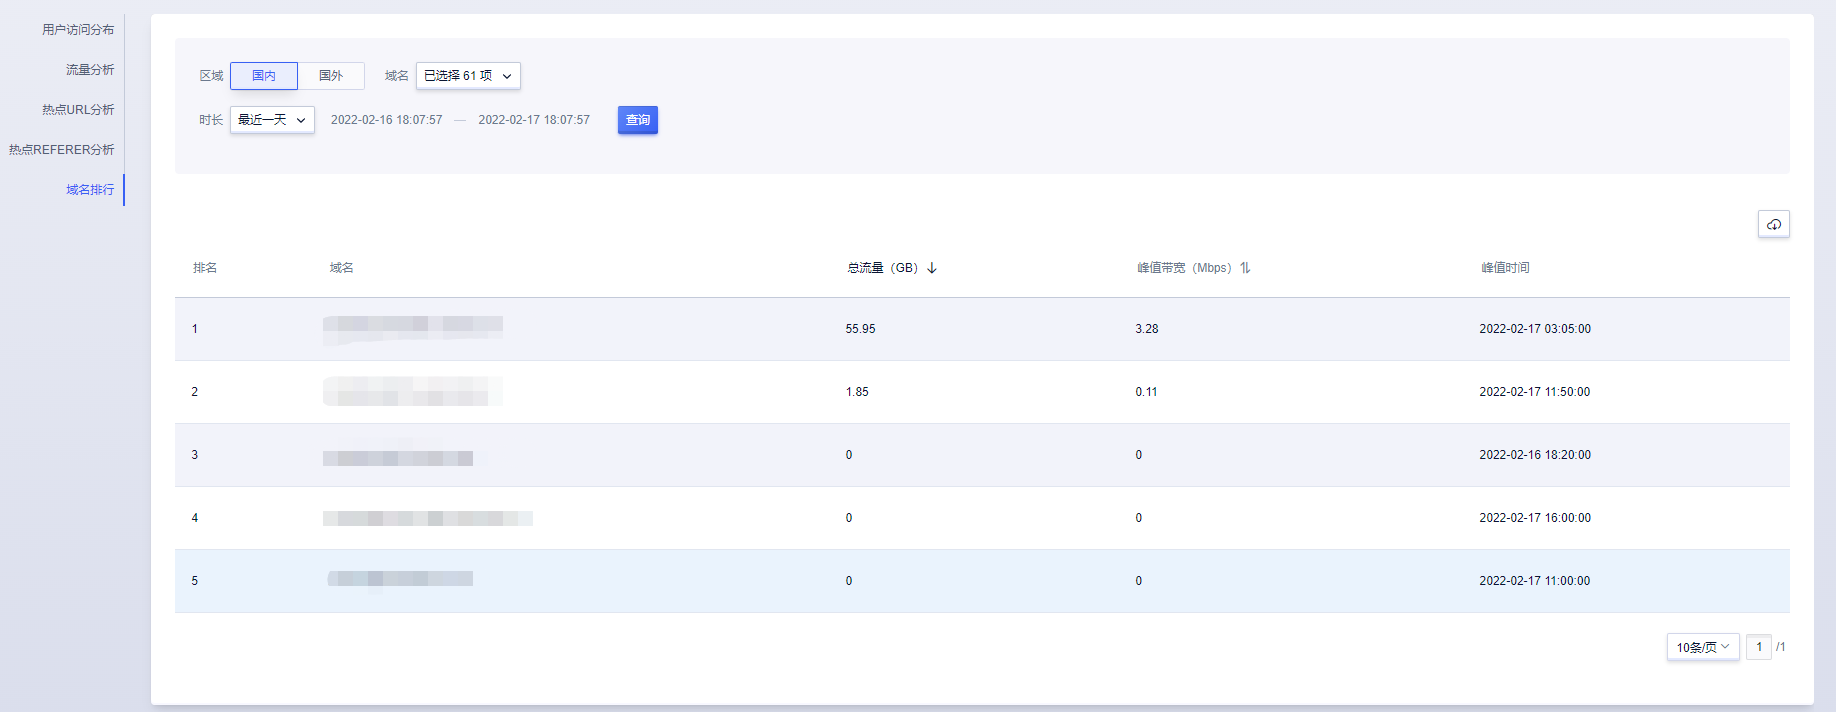 用户访问分布
流量分析
热点URL分析
热点REFERER分析
域名排行
区域 国内 国外 域名 已选择 61 项
时长 最近一天 2022-02-16 18:07:57 — 2022-02-17 18:07:57 查询
排名 域名 总流量（GB） 峰值带宽（Mbps） 峰值时间
1 55.95 3.28 2022-02-17 03:05:00
2 1.85 0.11 2022-02-17 11:50:00
3 0 0 2022-02-16 18:20:00
4 0 0 2022-02-17 16:00:00
5 0 0 2022-02-17 11:00:00
10条/页 1 /1